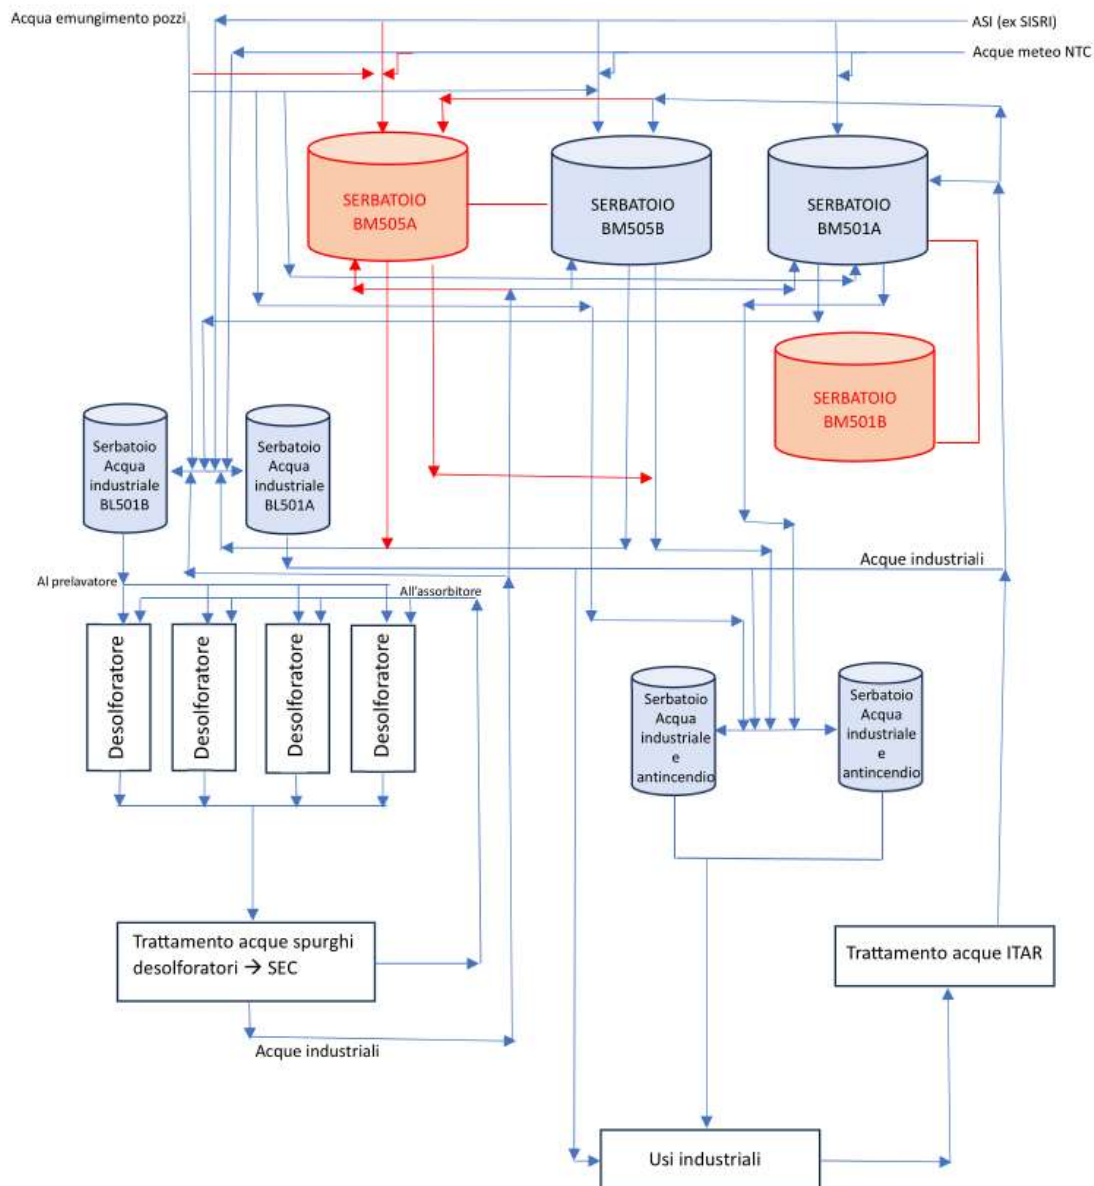 Acqua emungimento pozzi
ASI (ex SISRI)
Acque meteo NTC
SERBATOIO
BM505A
SERBATOIO
BM505B
SERBATOIO
BM501A
SERBATOIO
BM501B
Serbatoio
Acqua
industriale
BL501B
Serbatoio
Acqua
industriale
BL501A
Acque industriali
Al prelavatore
All'assorbitore
Desolforatore
Desolforatore
Desolforatore
Desolforatore
Serbatoio
Acqua
industriale
e
antincendio
Serbatoio
Acqua
industriale
e
antincendio
Trattamento acque spurghi
desolforatori → SEC
Trattamento acque ITAR
Acque industriali
Usi industriali